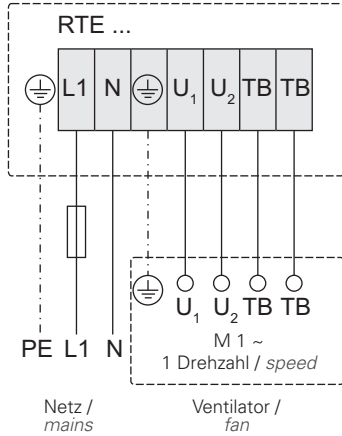 RTE ...
L1 N U1 U2 TB TB
U1 U2 TB TB
PE L1 N
M 1 ~
1 Drehzahl / speed
Netz / mains
Ventilator / fan